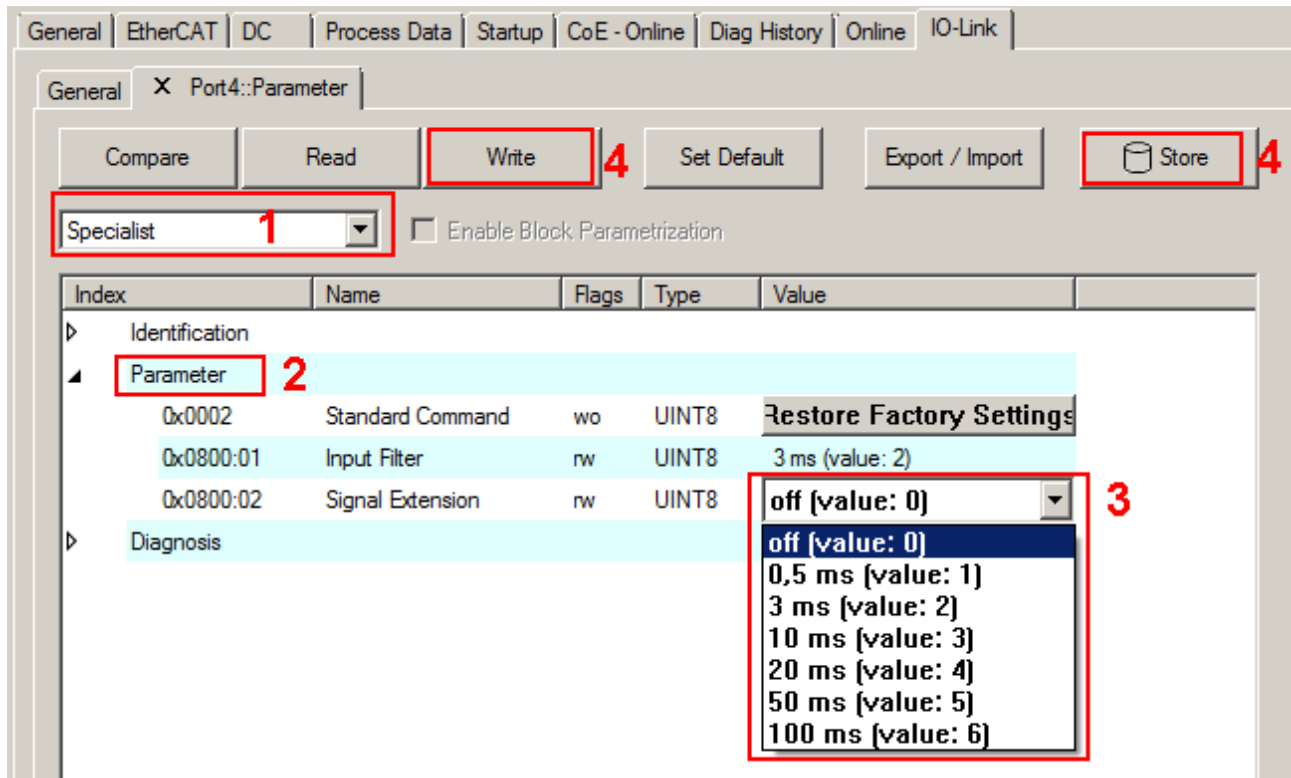 General EtherCAT DC Process Data Startup CoE - Online Diag History Online IO-Link
General X Port4::Parameter
Compare Read Write 4 Set Default Export / Import Store 4
Specialist 1 Enable Block Parametrization
Index Name Flags Type Value
Identification
Parameter 2
0x0002 Standard Command wo UINT8 Restore Factory Settings
0x0800:01 Input Filter rw UINT8 3 ms (value: 2)
0x0800:02 Signal Extension rw UINT8 off (value: 0) 3
Diagnosis off (value: 0)
0,5 ms (value: 1)
3 ms (value: 2)
10 ms (value: 3)
20 ms (value: 4)
50 ms (value: 5)
100 ms (value: 6)